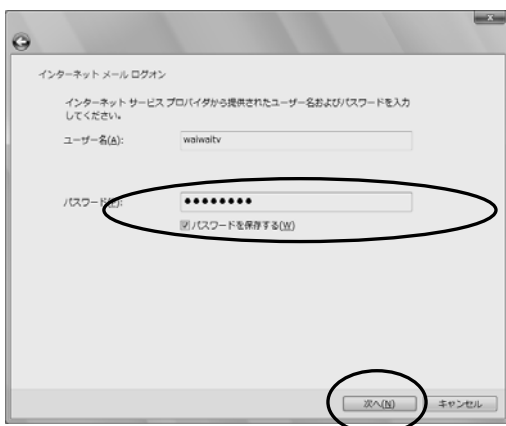 インターネット メール ログオン
インターネット サービス プロバイダから提供されたユーザー名およびパスワードを入力
してください。
ユーザー名(A): waiwaitv
パスワード(P): ●●●●●●●●
パスワードを保存する(W)
次へ(N) キャンセル